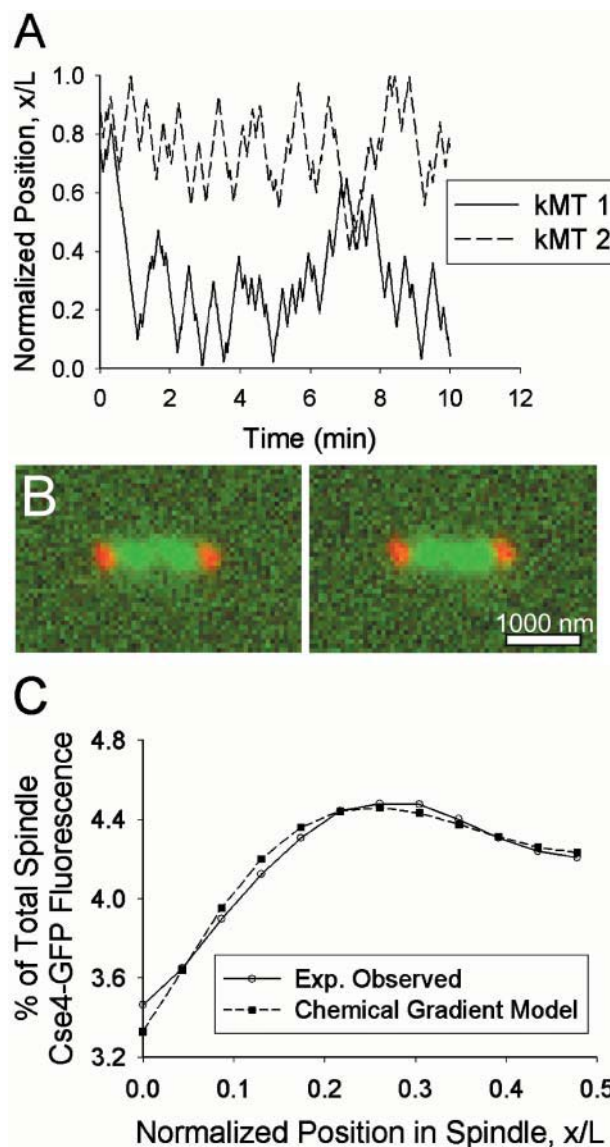 A
Normalized Position, x/L
1.0
0.8
0.6
0.4
0.2
0.0
kMT 1
kMT 2
0 2 4 6 8 10 12
Time (min)
B
1000 nm
C
% of Total Spindle
Cse4-GFP Fluorescence
4.8
4.4
4.0
3.6
3.2
Exp. Observed
Chemical Gradient Model
0.0 0.1 0.2 0.3 0.4 0.5
Normalized Position in Spindle, x/L